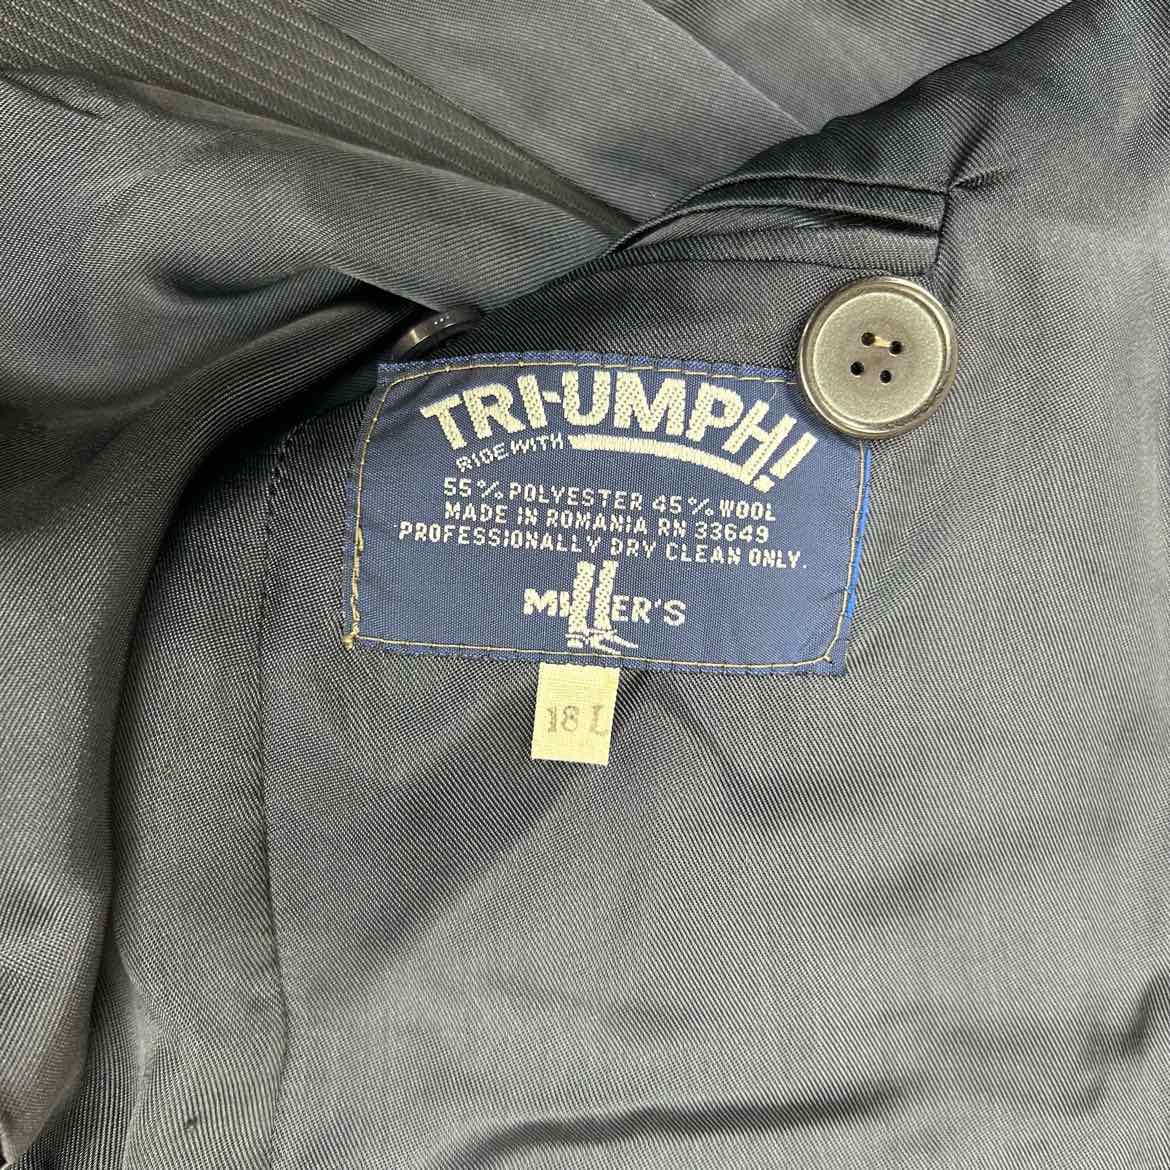 TRI-UMPH!
RIDE WITH
55% POLYESTER 45% WOOL
MADE IN ROMANIA RN 33649
PROFESSIONALLY DRY CLEAN ONLY.
MILLER'S
18 L